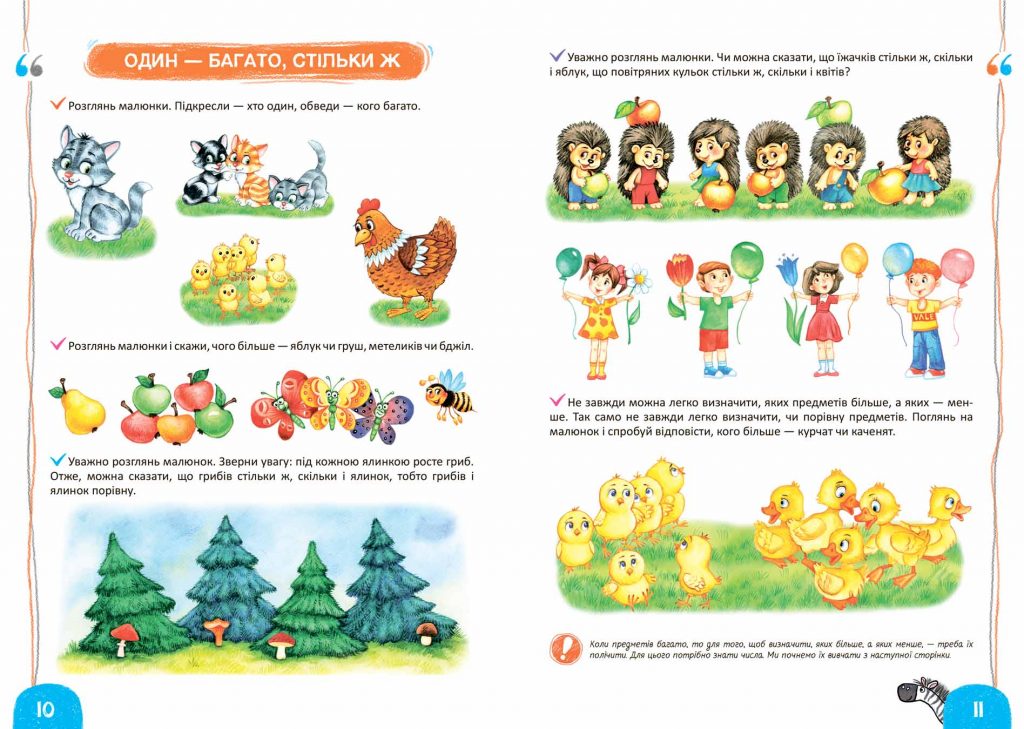 ОДИН — БАГАТО, СТІЛЬКИ Ж
Розглянь малюнки. Підкресли — хто один, обведи — кого багато.
Розглянь малюнки і скажи, чого більше — яблук чи груш, метеликів чи бджіл.
Уважно розглянь малюнок. Зверни увагу: під кожною ялинкою росте гриб.
Отже, можна сказати, що грибів стільки ж, скільки і ялинок, тобто грибів і
ялинок порівну.
10
Уважно розглянь малюнки. Чи можна сказати, що їжачків стільки ж, скільки
і яблук, що повітряних кульок стільки ж, скільки і квітів?
VALE
Не завжди можна легко визначити, яких предметів більше, а яких — мен-
ше. Так само не завжди легко визначити, чи порівну предметів. Поглянь на
малюнок і спробуй відповісти, кого більше — курчат чи каченят.
Коли предметів багато, то для того, щоб визначити, яких більше, а яких менше, — треба їх
полічити. Для цього потрібно знати числа. Ми почнемо їх вивчати з наступної сторінки.
11